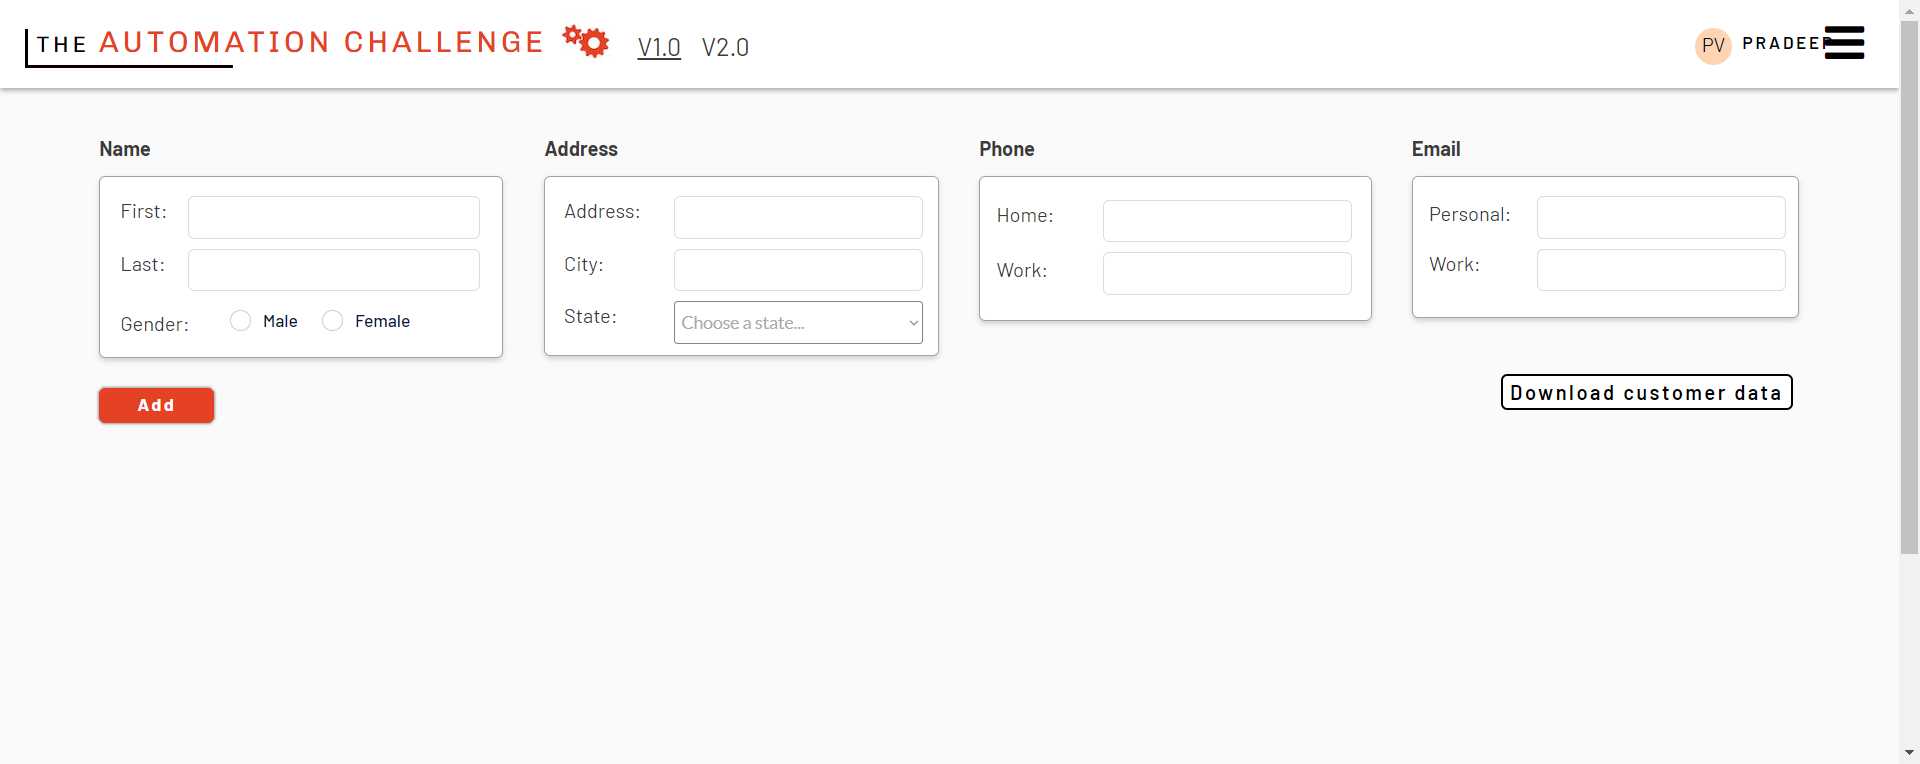 THE AUTOMATION CHALLENGE V1.0 V2.0
PV PRADEEP
Name
First:
Last:
Gender: Male Female
Address
Address:
City:
State: Choose a state...
Phone
Home:
Work:
Email
Personal:
Work:
Add
Download customer data